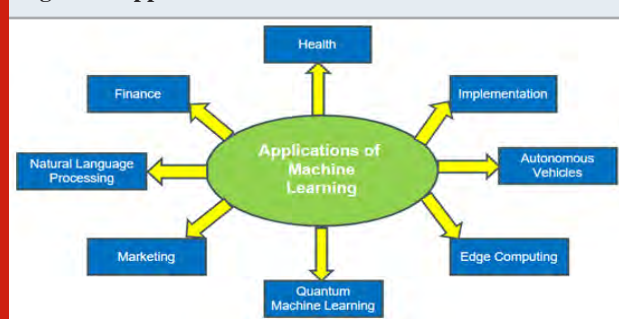 Health
Finance
Implementation
Applications of
Machine
Learning
Natural Language
Processing
Autonomous
Vehicles
Marketing
Edge Computing
Quantum
Machine Learning